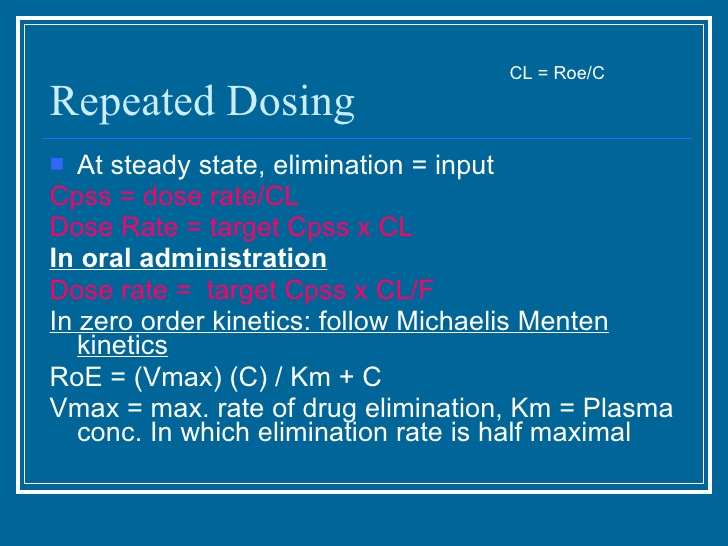 CL = Roe/C
Repeated Dosing
At steady state, elimination = input
Cpss = dose rate/CL
Dose Rate = target Cpss x CL
In oral administration
Dose rate =  target Cpss x CL/F
In zero order kinetics: follow Michaelis Menten
kinetics
RoE = (Vmax) (C) / Km + C
Vmax = max. rate of drug elimination, Km = Plasma
conc. In which elimination rate is half maximal